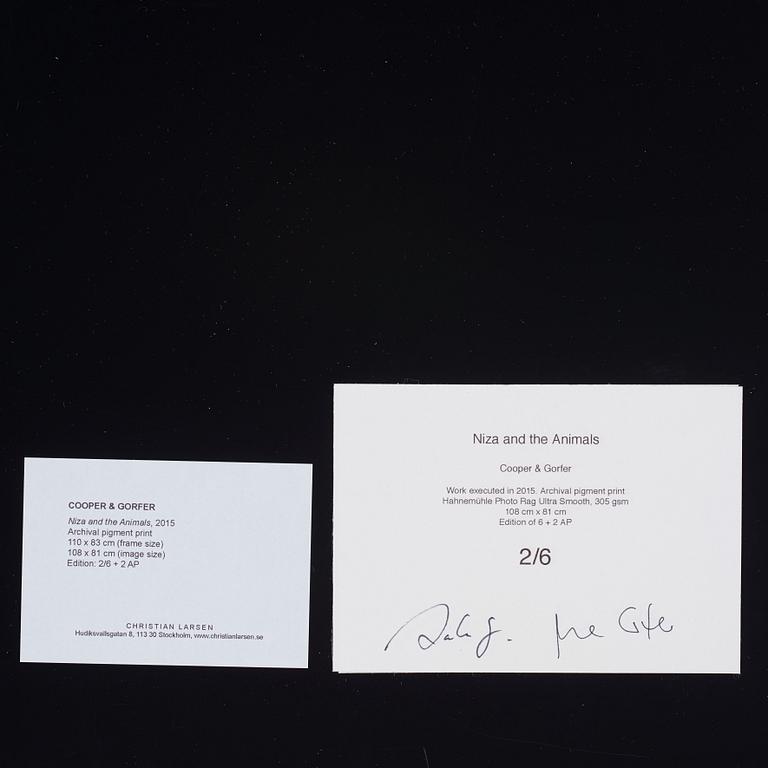 COOPER & GORFER
Niza and the Animals, 2015
Archival pigment print
110 x 83 cm (frame size)
108 x 81 cm (image size)
Edition: 2/6 + 2 AP
CHRISTIAN LARSEN
Hudiksvallsgatan 8, 113 30 Stockholm, www.christianlarsen.se
Niza and the Animals
Cooper & Gorfer
Work executed in 2015. Archival pigment print
Hahnemühle Photo Rag Ultra Smooth, 305 gsm
108 cm x 81 cm
Edition of 6 + 2 AP
2/6